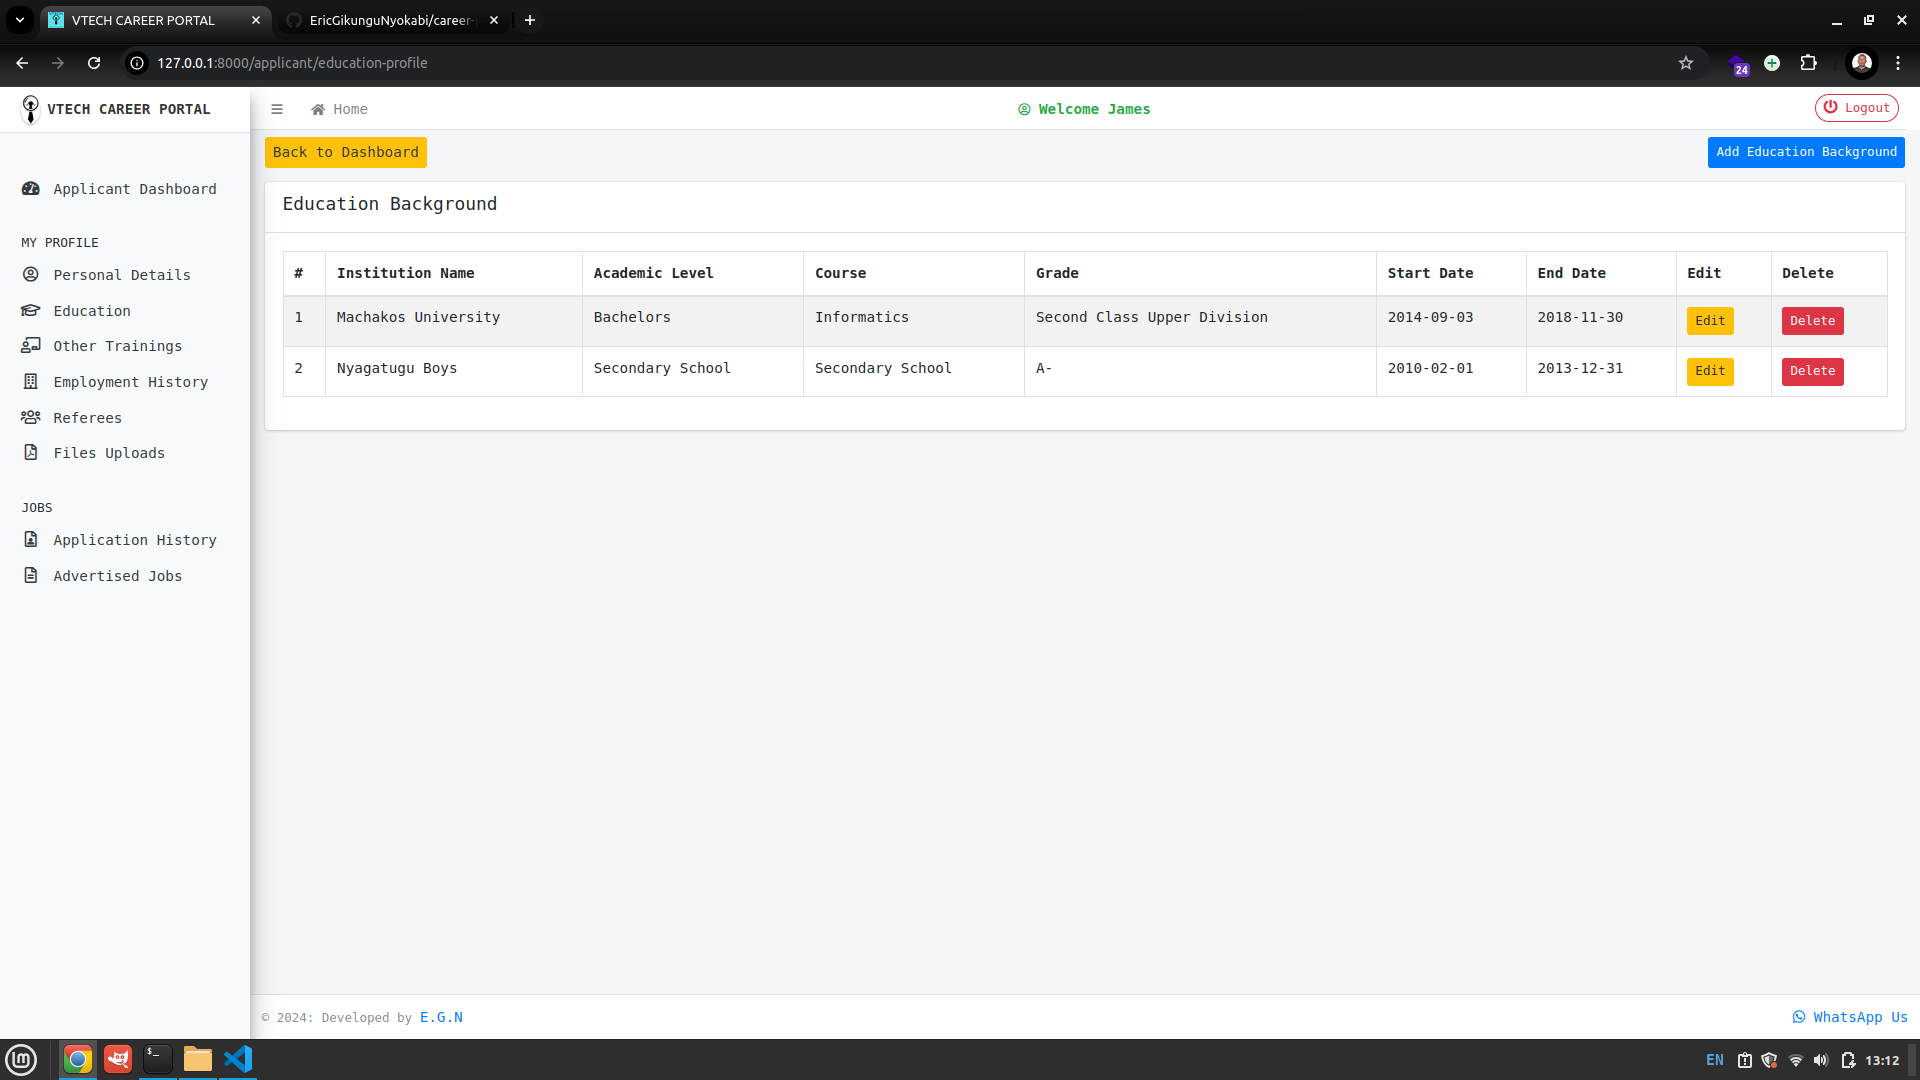 VTECH CAREER PORTAL
EricGikunguNyokabi/career-
127.0.0.1:8000/applicant/education-profile
24
VTECH CAREER PORTAL
Home
Welcome James
Logout
Back to Dashboard
Add Education Background
Applicant Dashboard
MY PROFILE
Personal Details
Education
Other Trainings
Employment History
Referees
Files Uploads
JOBS
Application History
Advertised Jobs
Education Background
# Institution Name Academic Level Course Grade Start Date End Date Edit Delete
1 Machakos University Bachelors Informatics Second Class Upper Division 2014-09-03 2018-11-30 Edit Delete
2 Nyagatugu Boys Secondary School Secondary School A- 2010-02-01 2013-12-31 Edit Delete
© 2024: Developed by E.G.N
WhatsApp Us
$_
EN
13:12